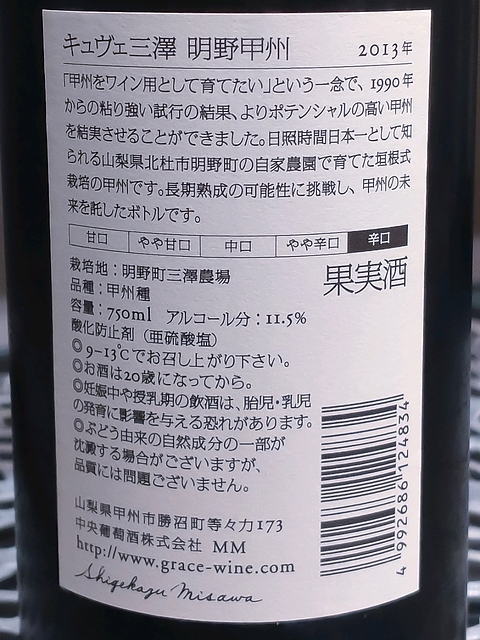 キュヴェ三澤 明野甲州 2013年
「甲州をワイン用として育てたい」という一念で、1990年
からの粘り強い試行の結果、よりポテンシャルの高い甲州
を結実させることができました。日照時間日本一として知
られる山梨県北杜市明野町の自家農園で育てた垣根式
栽培の甲州です。長期熟成の可能性に挑戦し、甲州の未
来を託したボトルです。
甘口 やや甘口 中口 やや辛口 辛口
栽培地：明野町三澤農場
果実酒
品種：甲州種
容量：750ml アルコール分：11.5%
酸化防止剤（亜硫酸塩）
◎9-13℃でお召し上がり下さい。
◎お酒は20歳になってから。
◎妊娠中や授乳期の飲酒は、胎児・乳児
の発育に影響を与える恐れがあります。
◎ぶどう由来の自然成分の一部が
沈澱する場合がございますが、
品質には問題ございません。
山梨県甲州市勝沼町等々力173
中央葡萄酒株式会社 MM
http://www.grace-wine.com
Shigekazu Misawa
4 992686 124834